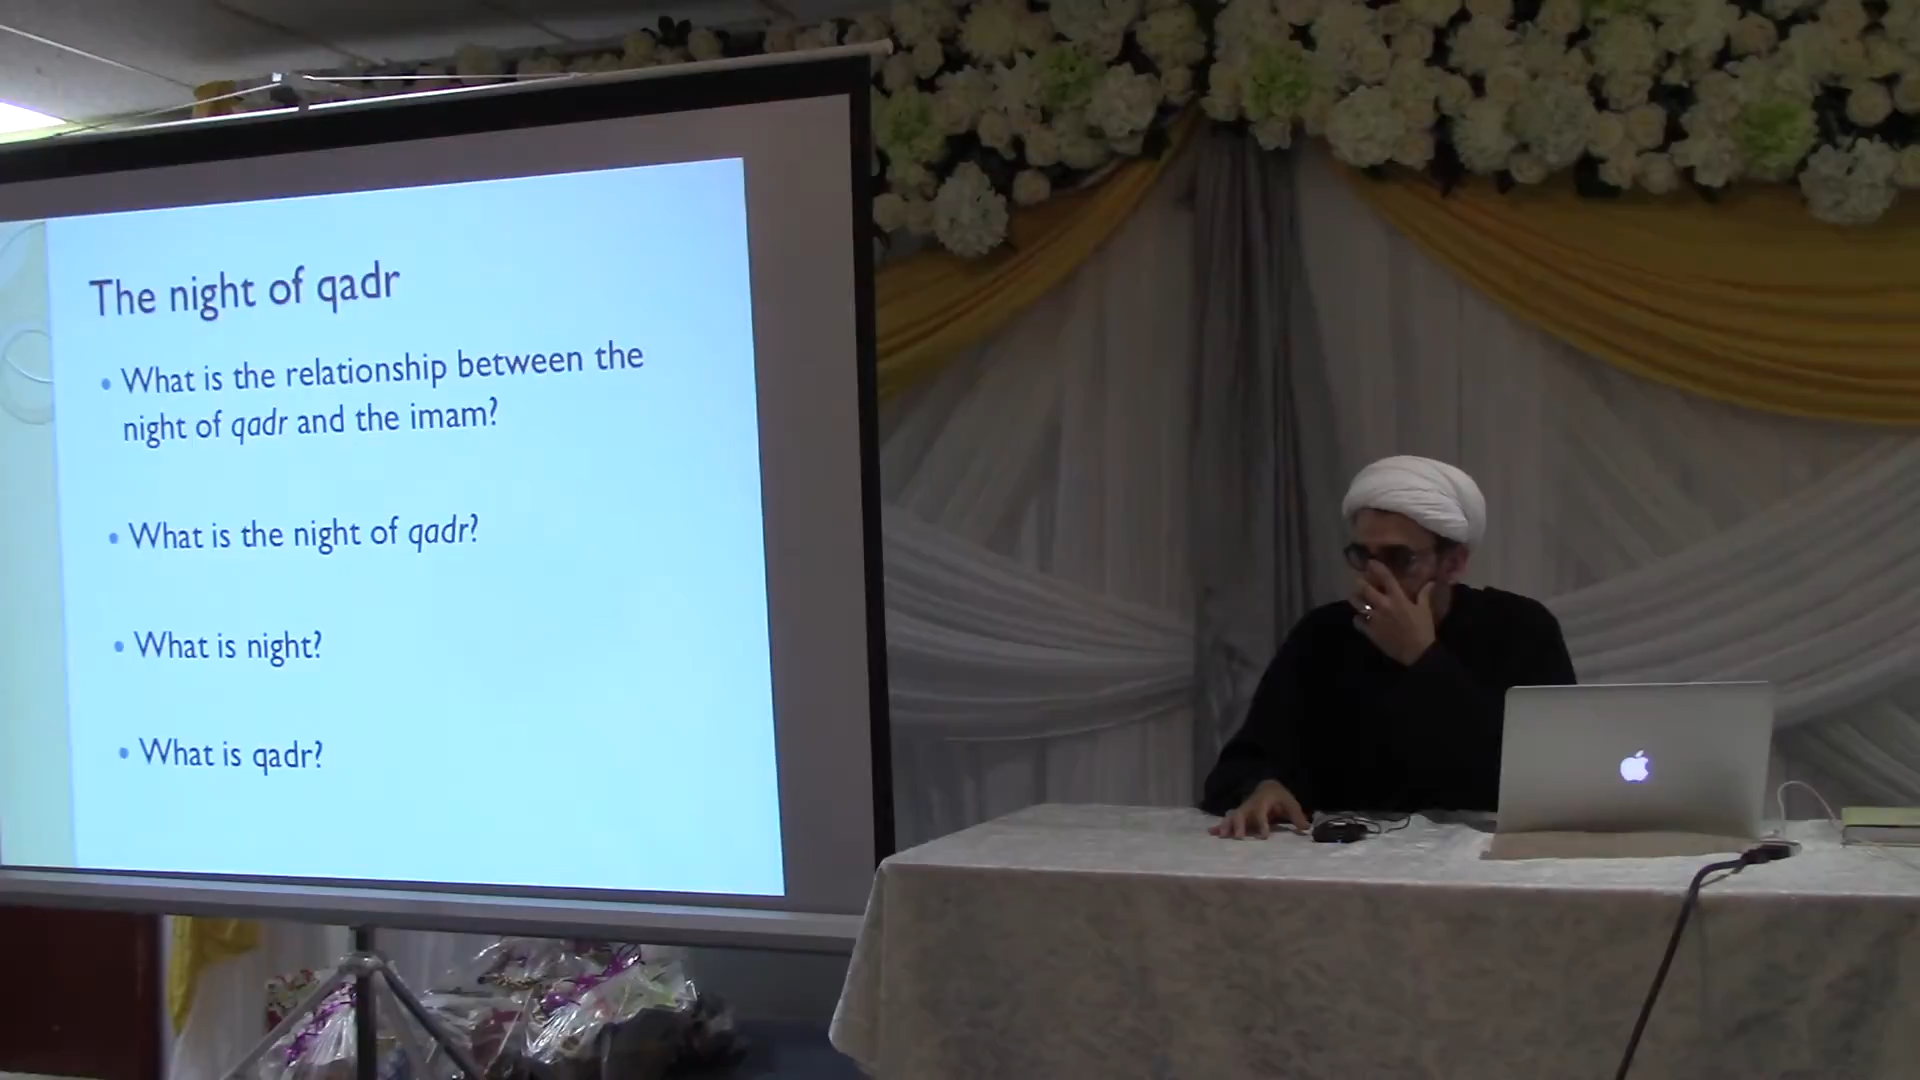 The night of qadr
• What is the relationship between the
night of qadr and the imam?
• What is the night of qadr?
• What is night?
• What is qadr?